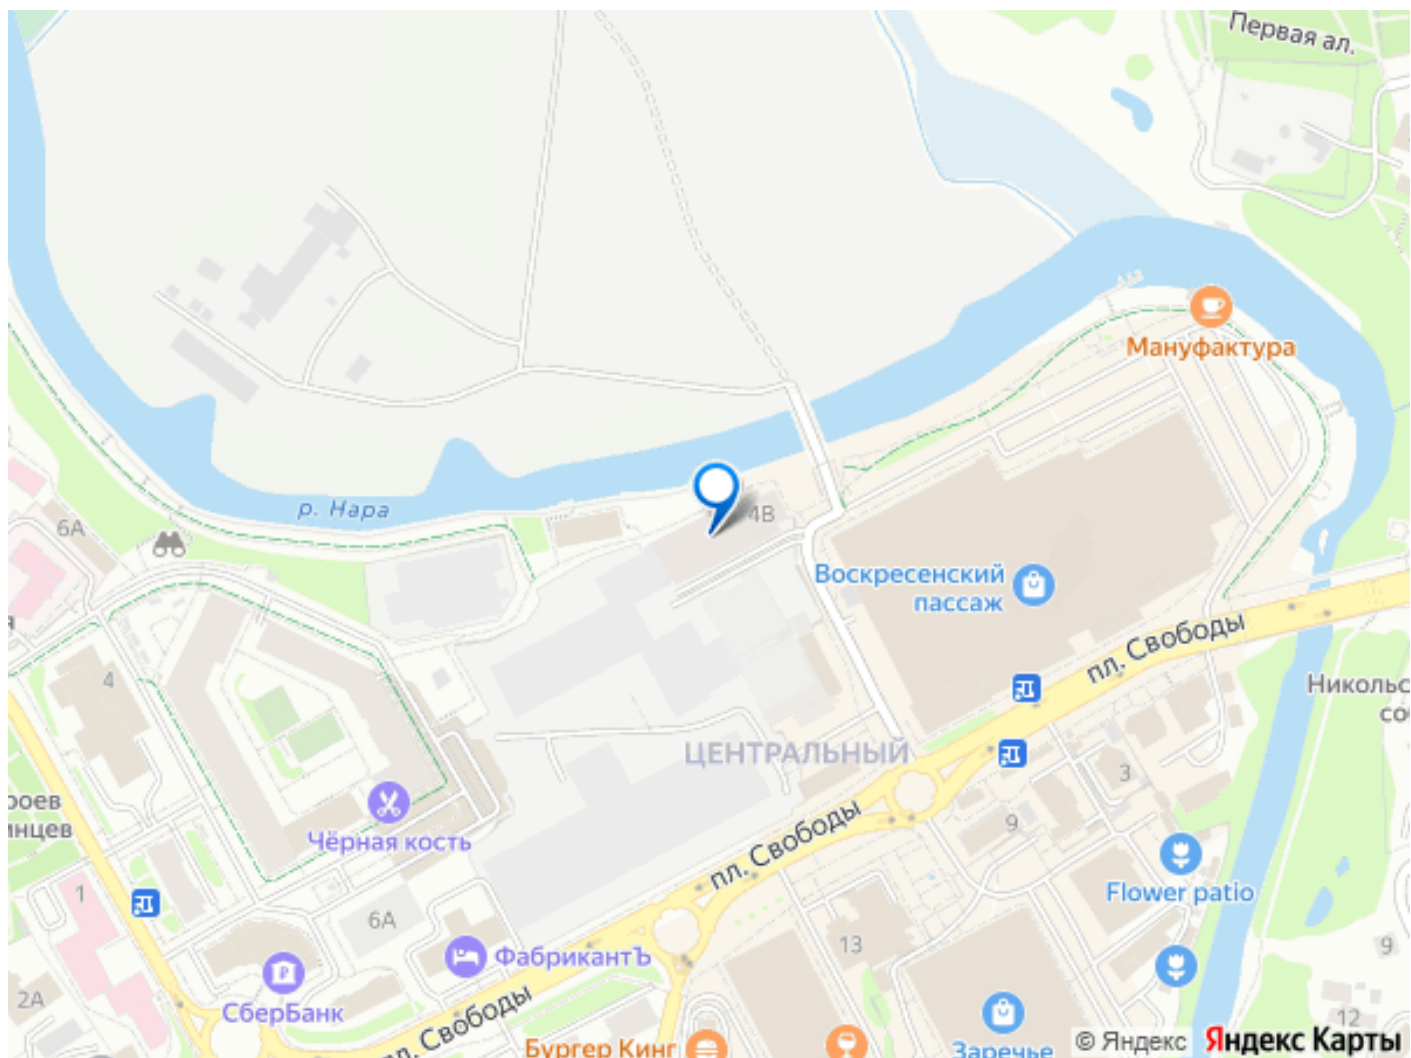 Первая ал.
Мануфактура
р. Нара
6А
4В
Воскресенский
пассаж
пл. Свободы
4
Никольс
со
ЦЕНТРАЛЬНЫЙ
3
роев
инцев
Чёрная кость
9
пл. Свободы
1
Flower patio
6А
13
9
ФабрикантЪ
2А
СберБанк
пл. Свободы
12
Бургер Кинг
Заречье
© Яндекс Яндекс Карты